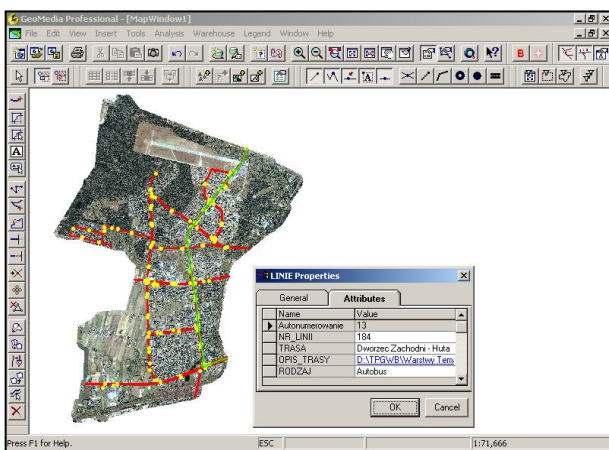 GeoMedia Professional - [MapWindow1]
File Edit View Insert Tools Analysis Warehouse Legend Window Help
B
A
A
LINIE Properties
General Attributes
Name Value
Autonumerowanie 13
NR_LINII 184
TRASA Dworzec Zachodni - Huta
OPIS_TRASY D:\TPGWB\Warstwy Tem
RODZAJ Autobus
OK Cancel
Press F1 for Help. ESC 1:71,666